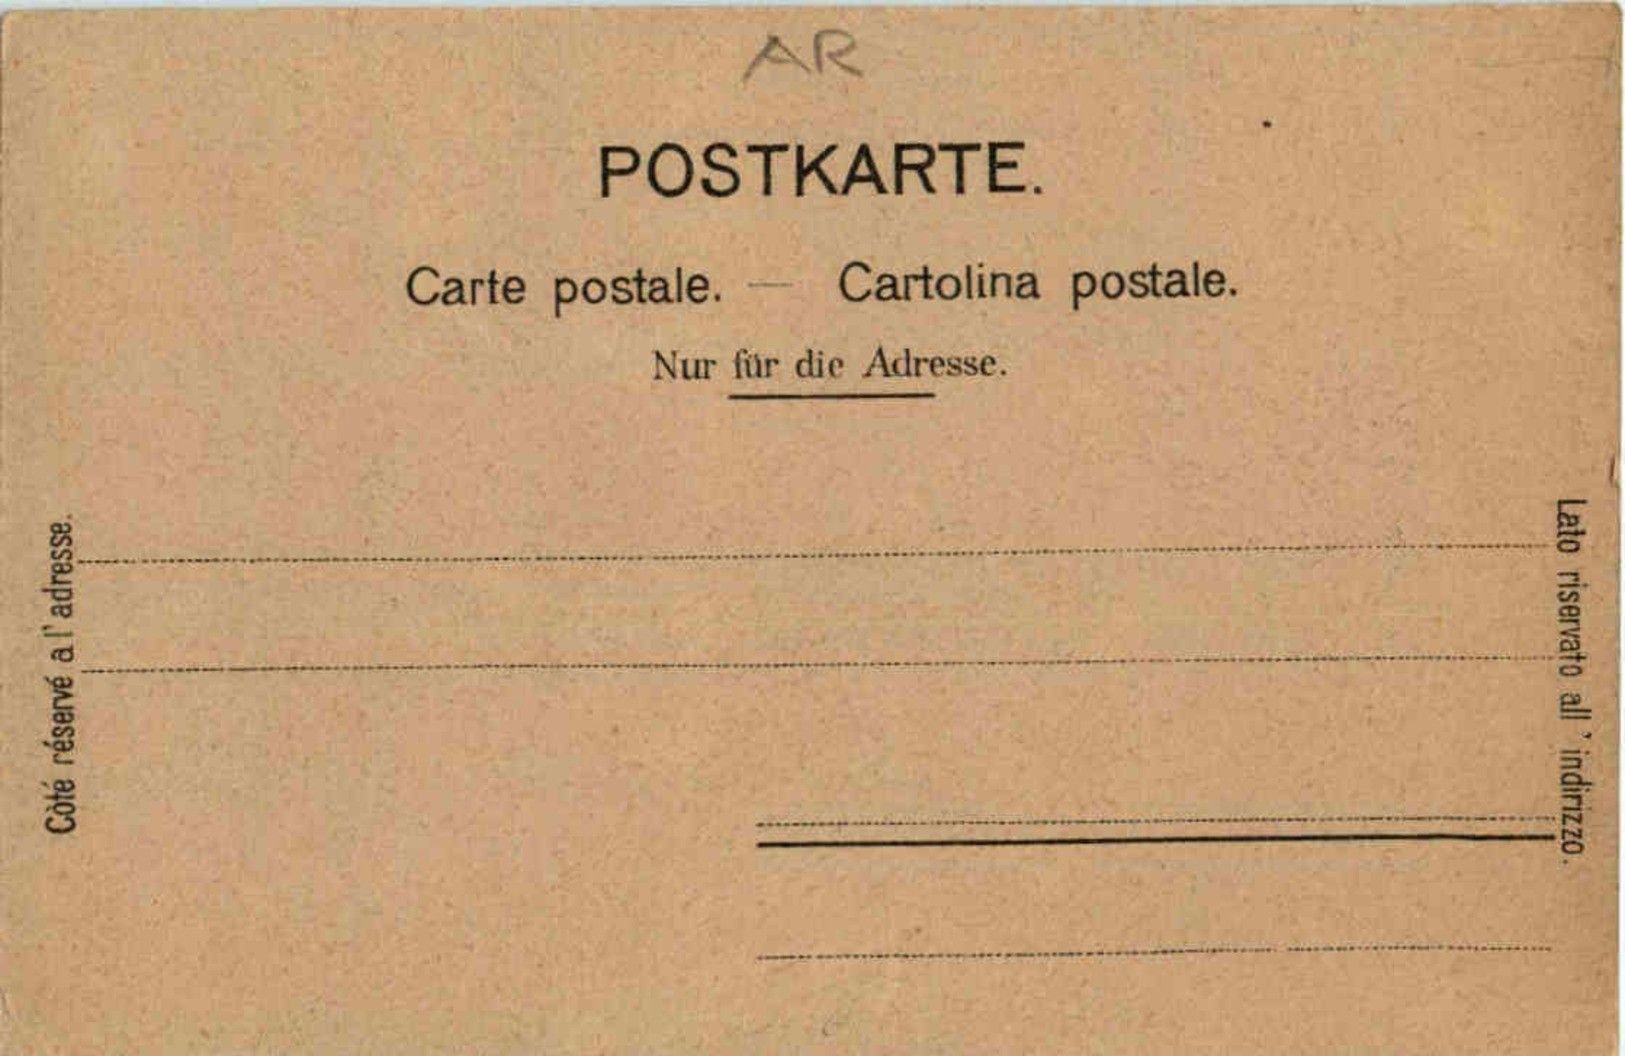 AR
POSTKARTE.
Carte postale. — Cartolina postale.
Nur für die Adresse.
Côté réservé a l' adresse.
Lato riservato all' indirizzo.